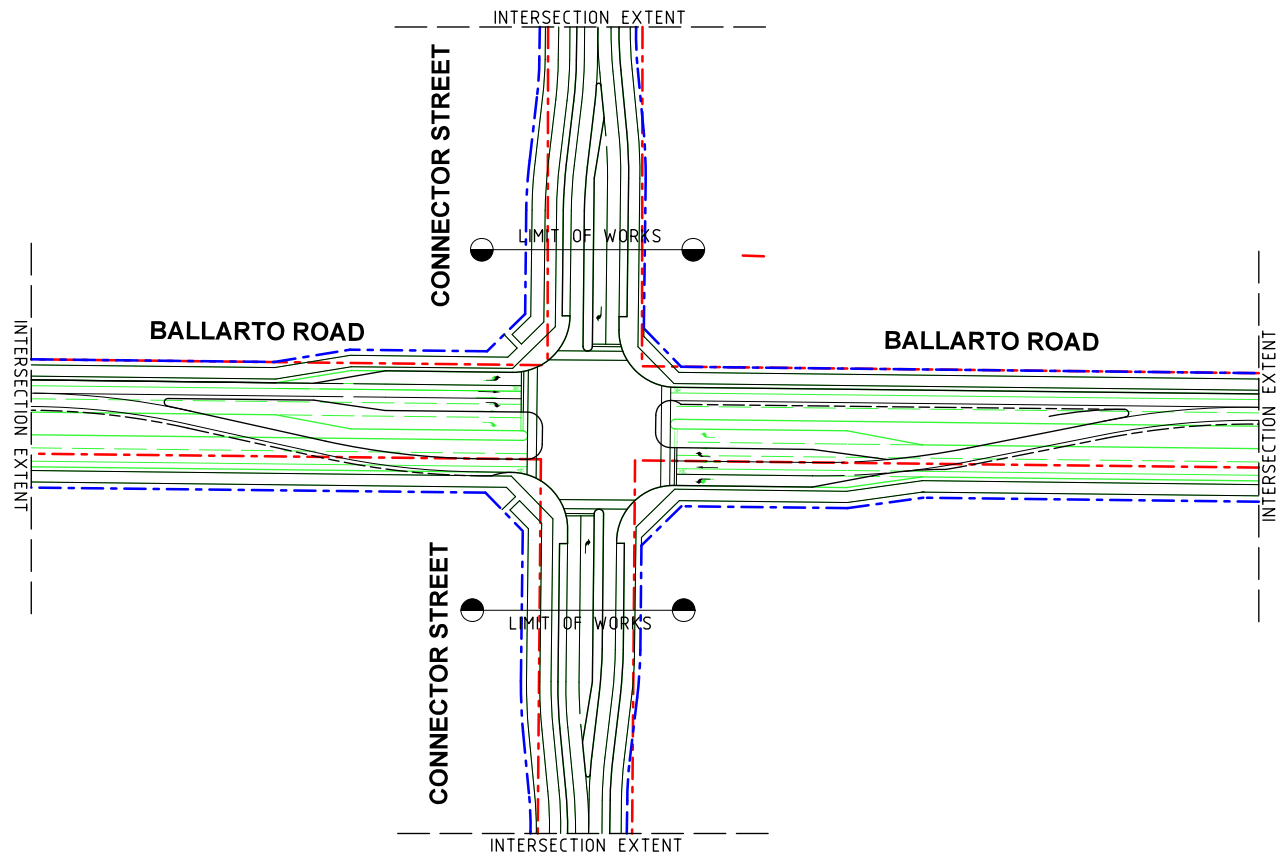 INTERSECTION EXTENT
CONNECTOR STREET
LIMIT OF WORKS
BALLARTO ROAD
BALLARTO ROAD
INTERSECTION EXTENT
INTERSECTION EXTENT
CONNECTOR STREET
LIMIT OF WORKS
INTERSECTION EXTENT